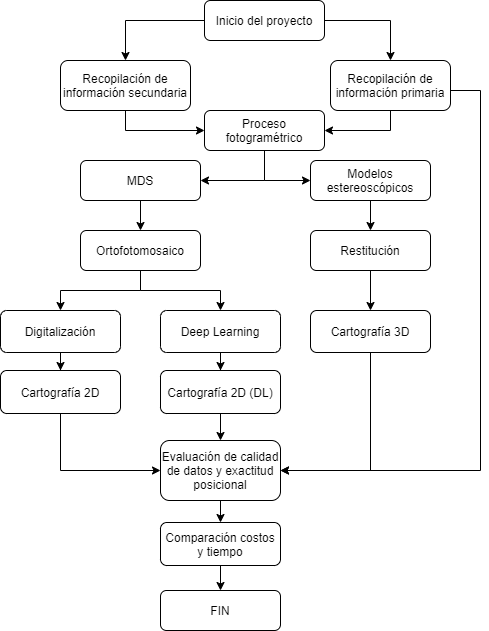 Inicio del proyecto
Recopilación de
información secundaria
Recopilación de
información primaria
Proceso
fotogramétrico
MDS
Modelos
estereoscópicos
Ortofotomosaico
Restitución
Digitalización
Deep Learning
Cartografía 3D
Cartografía 2D
Cartografía 2D (DL)
Evaluación de calidad
de datos y exactitud
posicional
Comparación costos
y tiempo
FIN